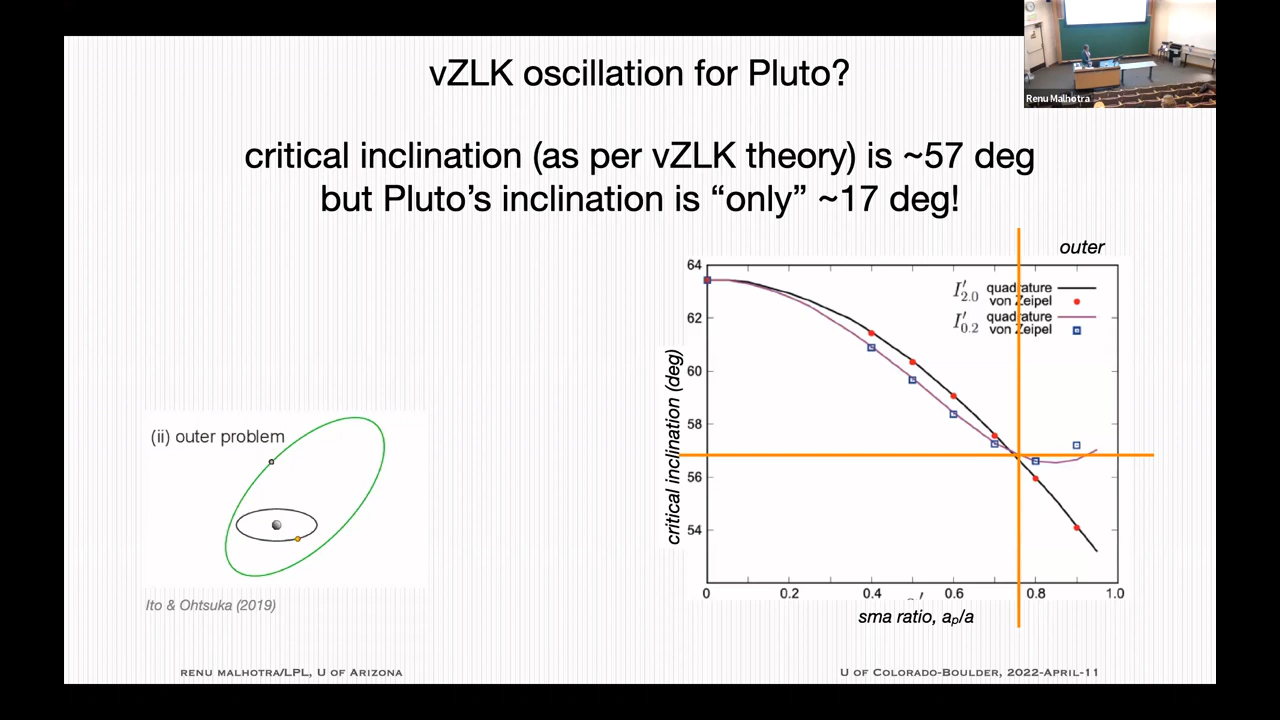 Renu Malhotra
vZLK oscillation for Pluto?
critical inclination (as per vZLK theory) is ~57 deg
but Pluto's inclination is “only” ~17 deg!
(ii) outer problem
Ito & Ohtsuka (2019)
outer
I′2.0 quadrature
von Zeipel
I′0.2 quadrature
von Zeipel
critical inclination (deg)
64
62
60
58
56
54
0 0.2 0.4 0.6 0.8 1.0
sma ratio, aₚ/a
RENU MALHOTRA/LPL, U OF ARIZONA
U OF COLORADO-BOULDER, 2022-APRIL-11